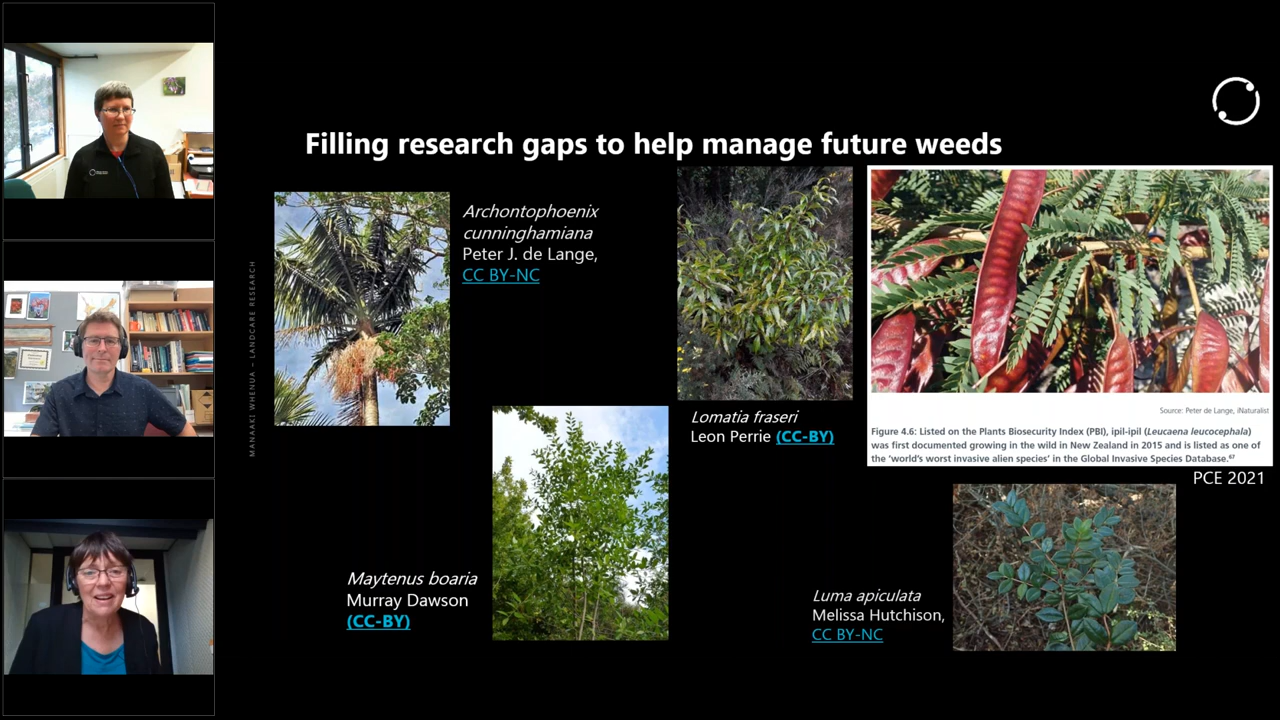 Filling research gaps to help manage future weeds
MANAAKI WHENUA – LANDCARE RESEARCH
Archontophoenix
cunninghamiana
Peter J. de Lange,
CC BY-NC
Lomatia fraseri
Leon Perrie (CC-BY)
Source: Peter de Lange, iNaturalist
Figure 4.6: Listed on the Plants Biosecurity Index (PBI), ipil-ipil (Leucaena leucocephala)
was first documented growing in the wild in New Zealand in 2015 and is listed as one of
the ‘world’s worst invasive alien species’ in the Global Invasive Species Database.⁶⁷
PCE 2021
Maytenus boaria
Murray Dawson
(CC-BY)
Luma apiculata
Melissa Hutchison,
CC BY-NC